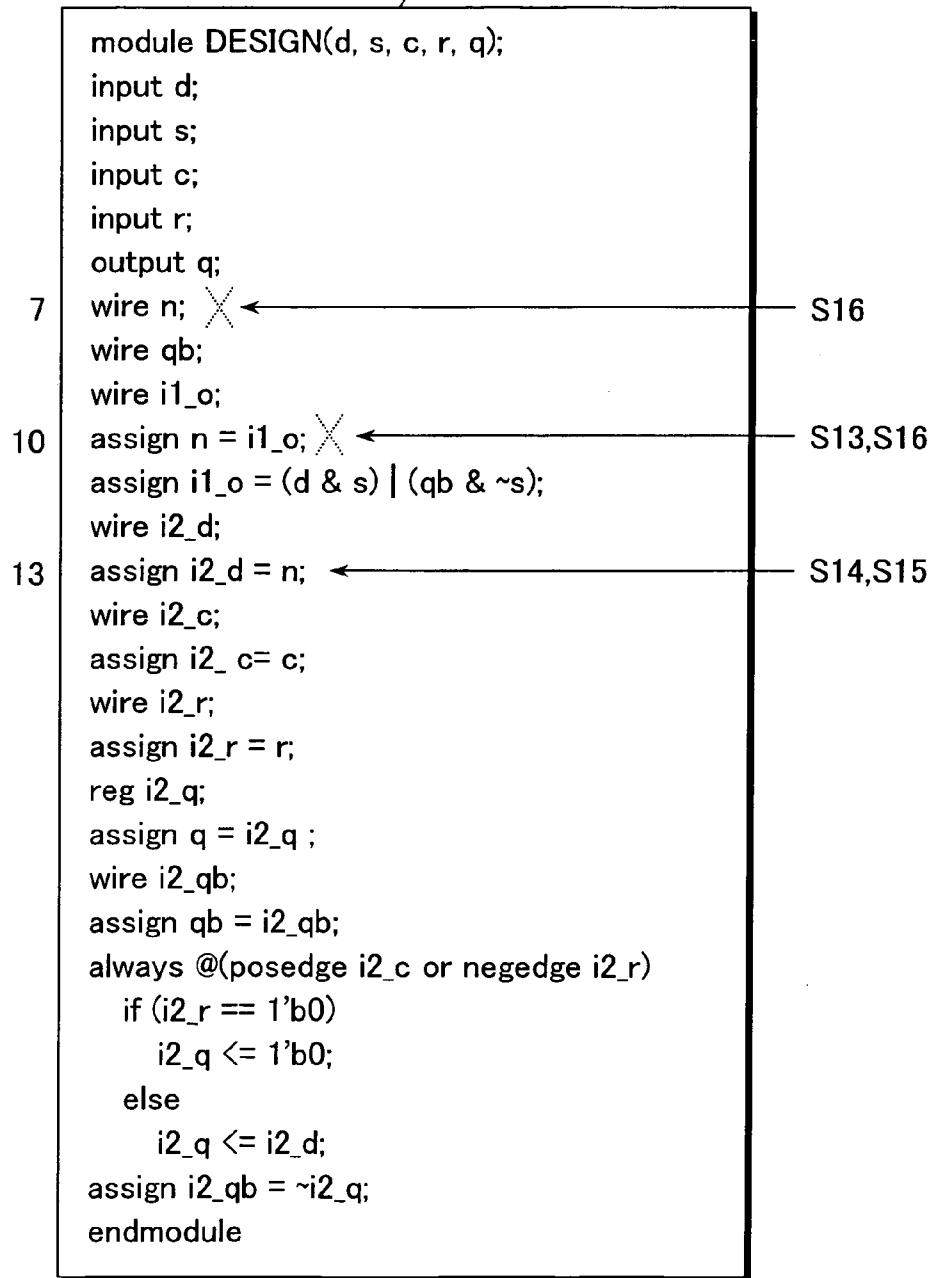 module DESIGN(d, s, c, r, q);
input d;
input s;
input c;
input r;
output q;
7 wire n; S16
wire qb;
wire i1_o;
10 assign n = i1_o; S13,S16
assign i1_o = (d & s) | (qb & ~s);
wire i2_d;
13 assign i2_d = n; S14,S15
wire i2_c;
assign i2_ c= c;
wire i2_r;
assign i2_r = r;
reg i2_q;
assign q = i2_q ;
wire i2_qb;
assign qb = i2_qb;
always @(posedge i2_c or negedge i2_r)
if (i2_r == 1'b0)
i2_q <= 1'b0;
else
i2_q <= i2_d;
assign i2_qb = ~i2_q;
endmodule